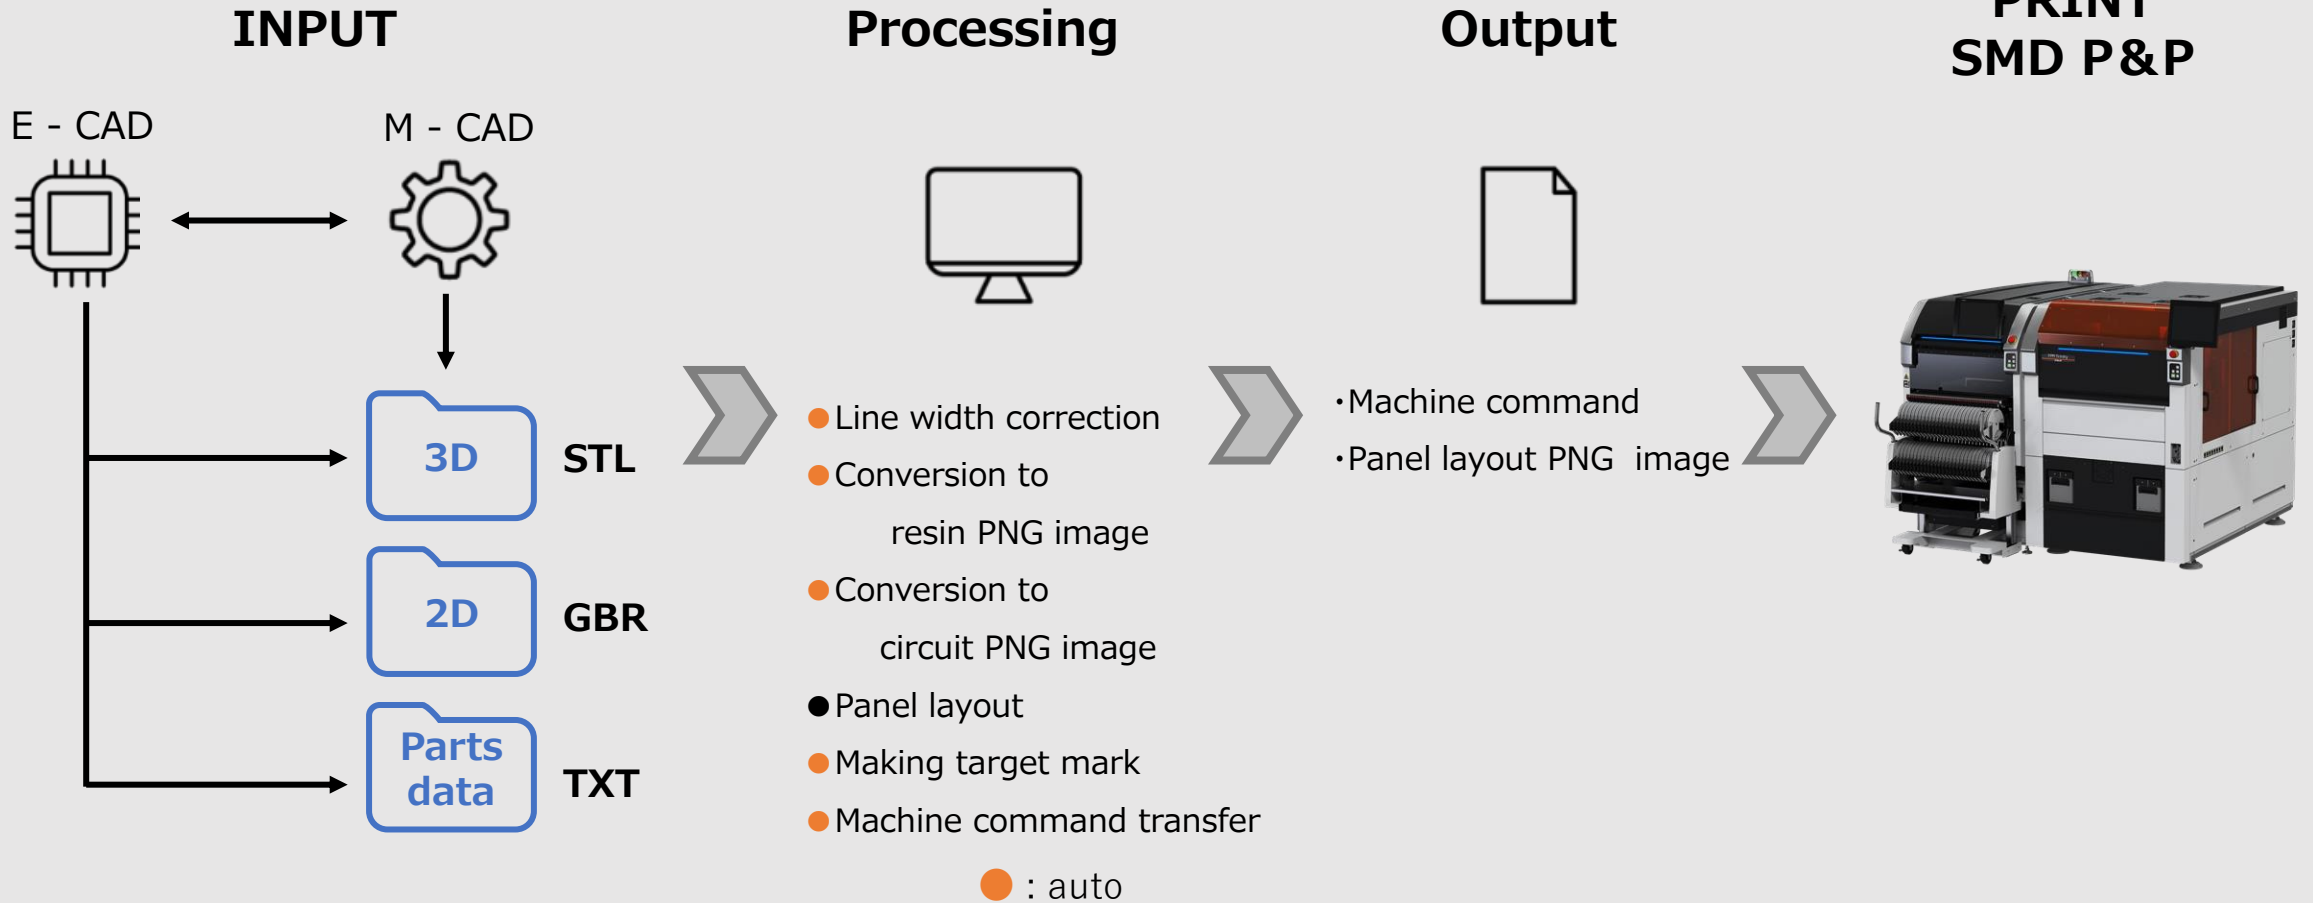 INPUT
Processing
Output
PRINT
SMD P&P
E - CAD
M - CAD
3D
STL
2D
GBR
Parts
data
TXT
●Line width correction
●Conversion to
resin PNG image
●Conversion to
circuit PNG image
●Panel layout
●Making target mark
●Machine command transfer
● : auto
・Machine command
・Panel layout PNG image